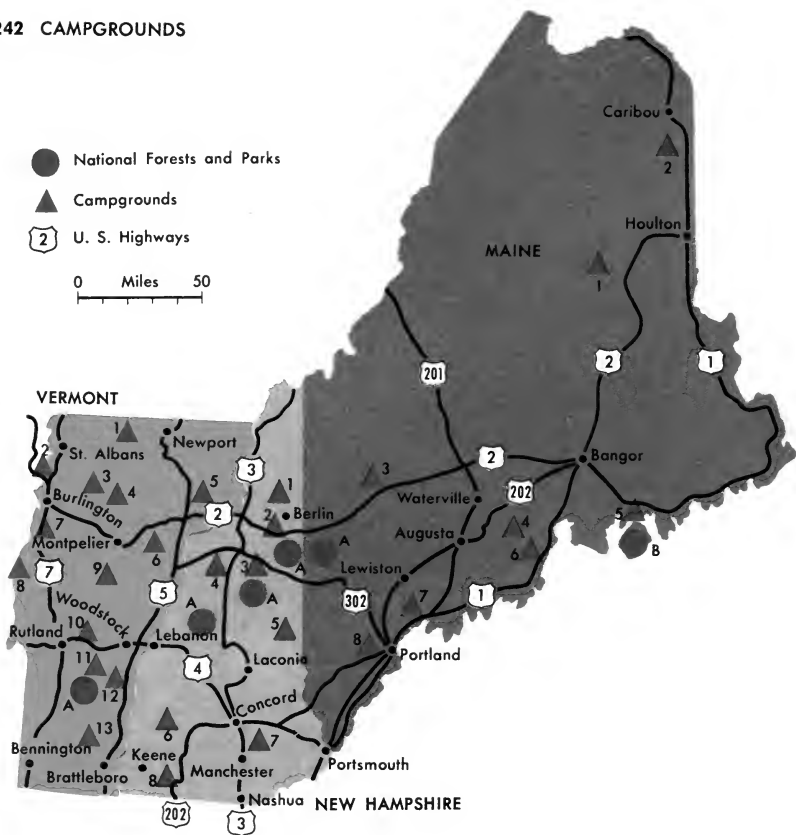 242 CAMPGROUNDS
National Forests and Parks
Campgrounds
2 U. S. Highways
0 Miles 50
Caribou
2
Houlton
MAINE
1
2
1
201
VERMONT
1
Newport
3
2
St. Albans
3
4
5
1
3
2
Bangor
Burlington
2
2
Berlin
Waterville
202
7
Montpelier
6
Augusta
4
5
6
B
8
7
9
5
4
3
A
A
A
Lewiston
302
7
1
Woodstock
A
10
5
8
Rutland
Lebanon
Portland
11
4
Laconia
A
12
Concord
13
6
7
Bennington
Keene
Brattleboro
8
Manchester
Portsmouth
Nashua
NEW HAMPSHIRE
202
3